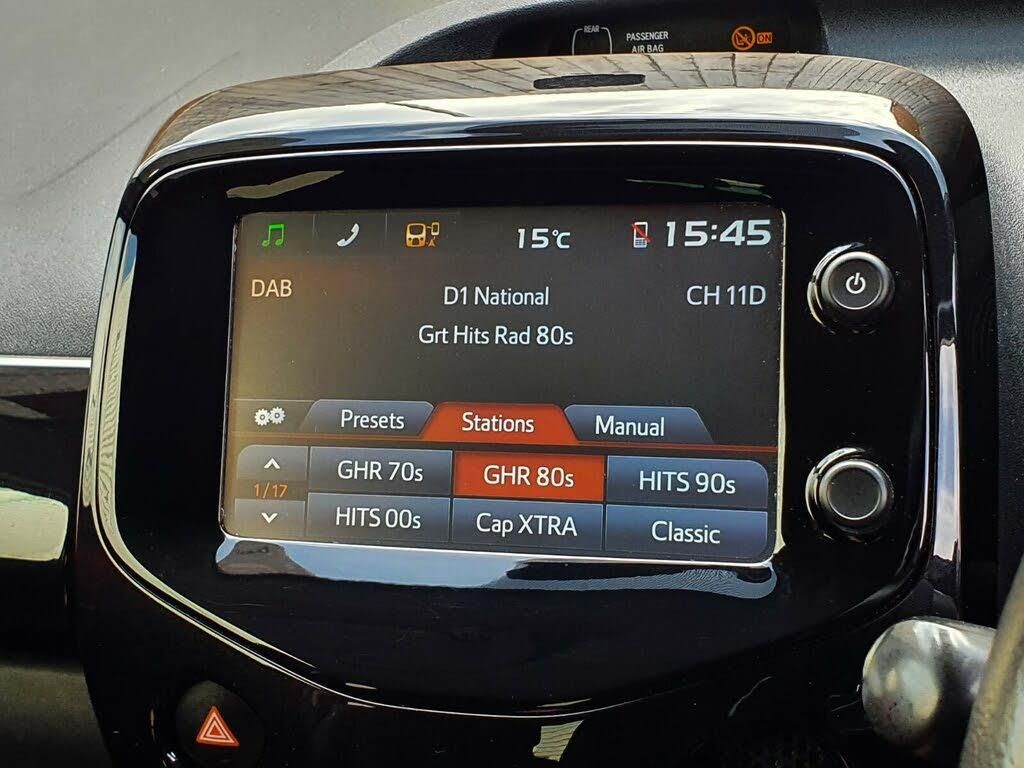 REAR
PASSENGER
AIR BAG
ON
15℃
15:45
DAB
D1 National
CH 11D
Grt Hits Rad 80s
Presets
Stations
Manual
1/17
GHR 70s
GHR 80s
HITS 90s
HITS 00s
Cap XTRA
Classic